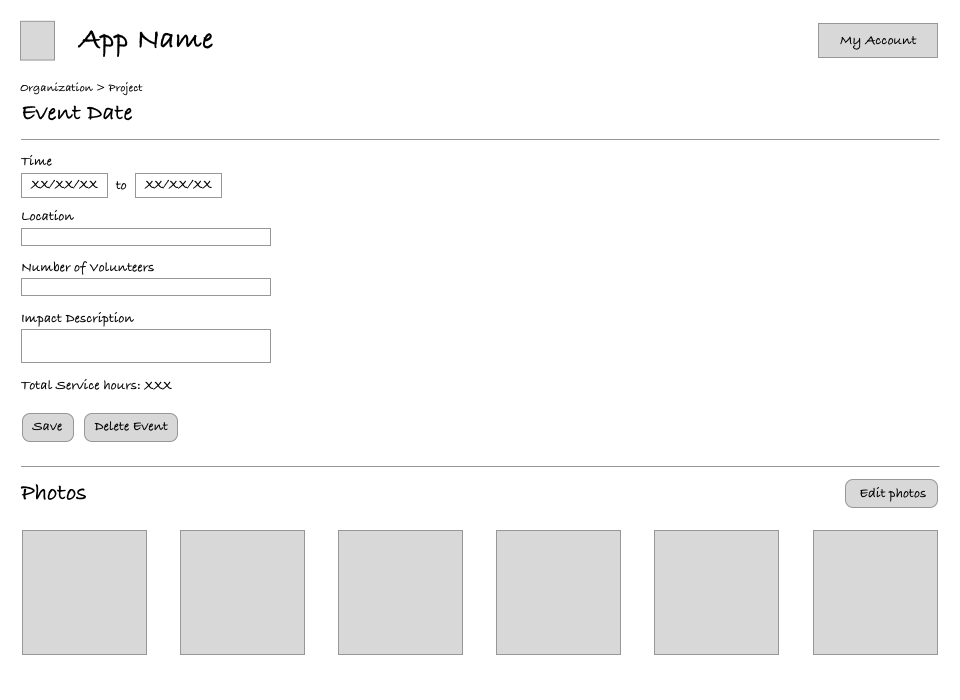 App Name
My Account
Organization > Project
Event Date
Time
XX/XX/XX to XX/XX/XX
Location
Number of Volunteers
Impact Description
Total Service hours: XXX
Save Delete Event
Photos
Edit photos